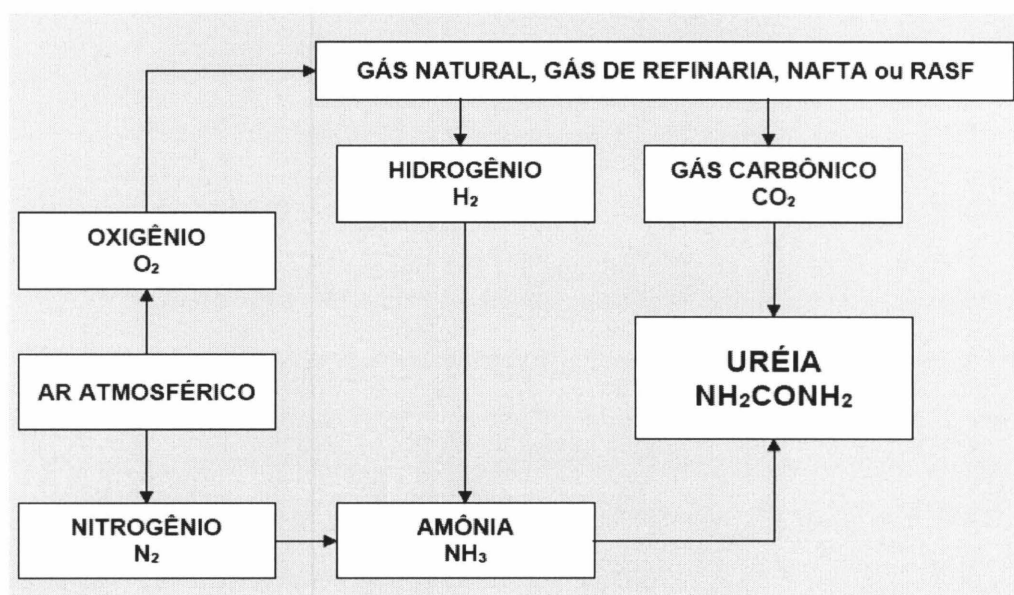 GÁS NATURAL, GÁS DE REFINARIA, NAFTA ou RASF
HIDROGÊNIO
H₂
GÁS CARBÔNICO
CO₂
OXIGÊNIO
O₂
AR ATMOSFÉRICO
URÉIA
NH₂CONH₂
NITROGÊNIO
N₂
AMÔNIA
NH₃